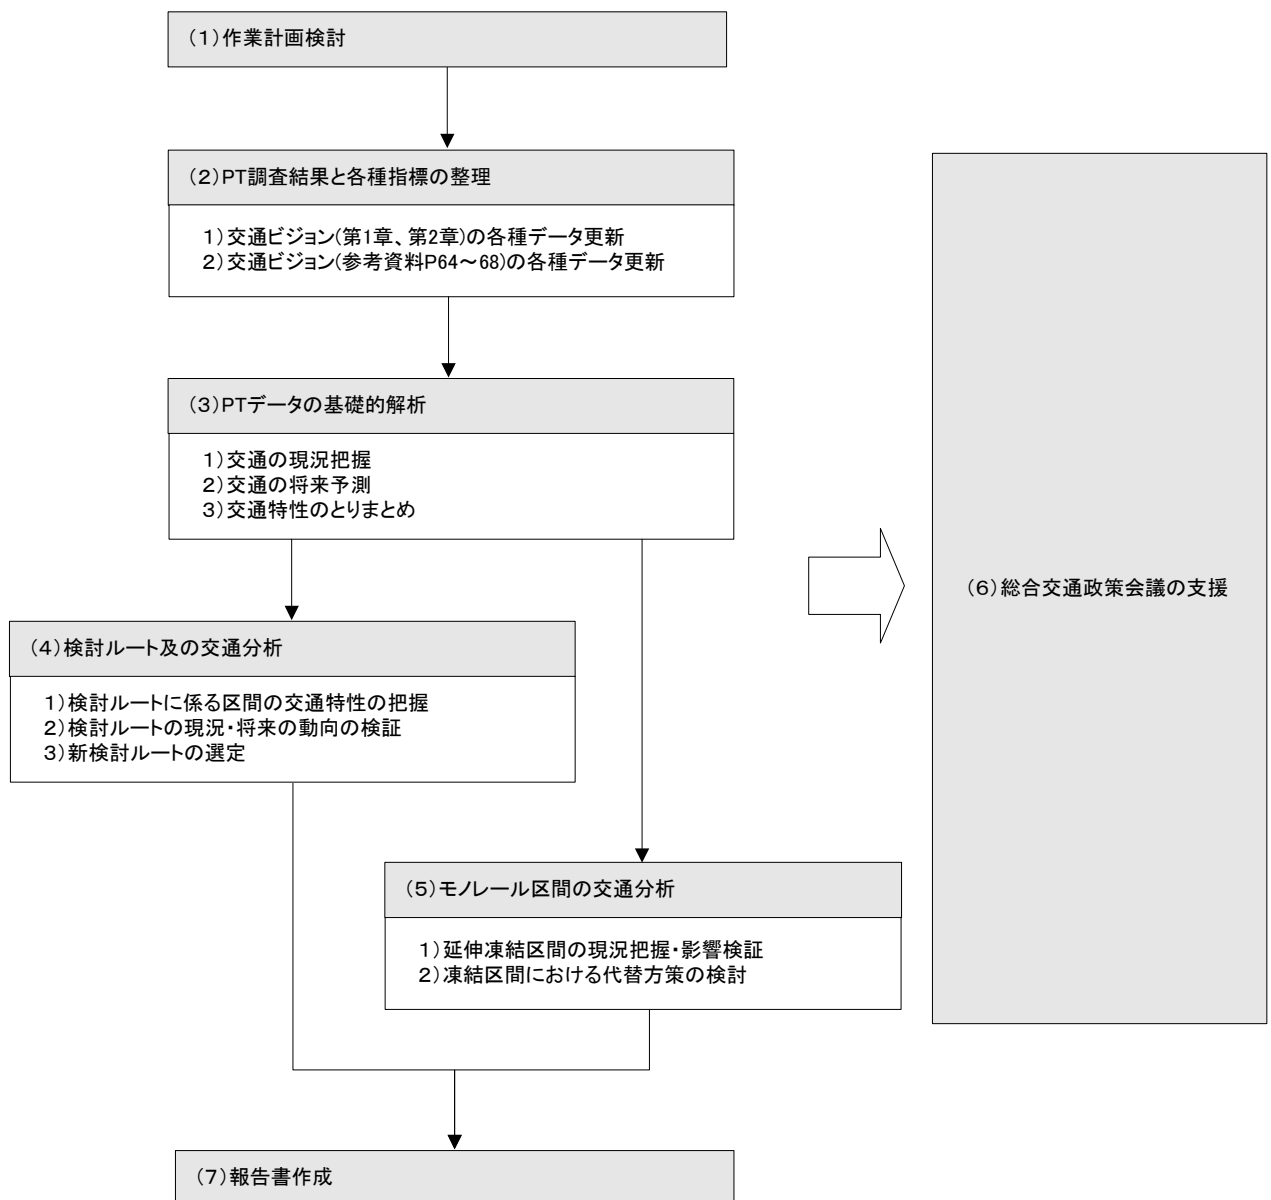 （1）作業計画検討
（2）PT調査結果と各種指標の整理
1）交通ビジョン(第1章、第2章)の各種データ更新
2）交通ビジョン(参考資料P64～68)の各種データ更新
（3）PTデータの基礎的解析
1）交通の現況把握
2）交通の将来予測
3）交通特性のとりまとめ
（4）検討ルート及の交通分析
1）検討ルートに係る区間の交通特性の把握
2）検討ルートの現況・将来の動向の検証
3）新検討ルートの選定
（5）モノレール区間の交通分析
1）延伸凍結区間の現況把握・影響検証
2）凍結区間における代替方策の検討
（6）総合交通政策会議の支援
（7）報告書作成